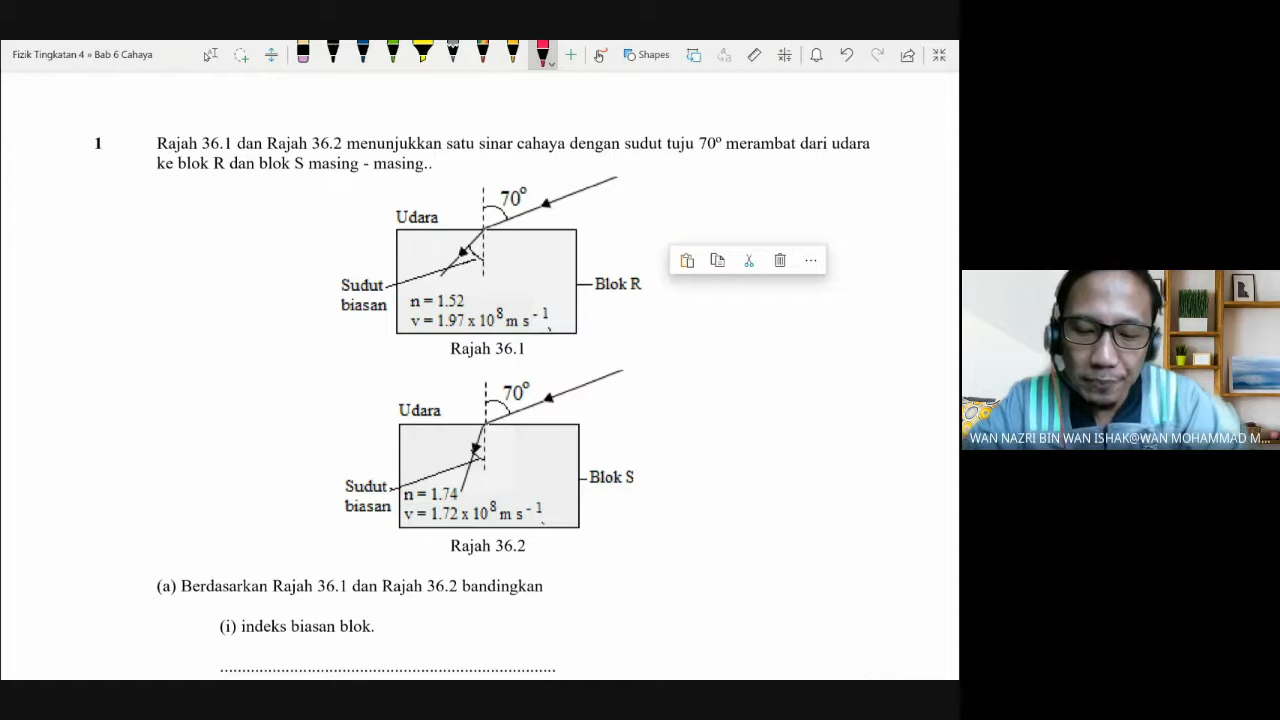 Fizik Tingkatan 4 » Bab 6 Cahaya
Shapes
1 Rajah 36.1 dan Rajah 36.2 menunjukkan satu sinar cahaya dengan sudut tuju 70º merambat dari udara
ke blok R dan blok S masing - masing..
70º
Udara
Sudut
biasan
Blok R
n = 1.52
v = 1.97 x 10⁸ m s⁻¹
Rajah 36.1
70º
Udara
Blok S
Sudut
biasan
n = 1.74
v = 1.72 x 10⁸ m s⁻¹
Rajah 36.2
(a) Berdasarkan Rajah 36.1 dan Rajah 36.2 bandingkan
(i) indeks biasan blok.
...........................................................................
WAN NAZRI BIN WAN ISHAK@WAN MOHAMMAD M...